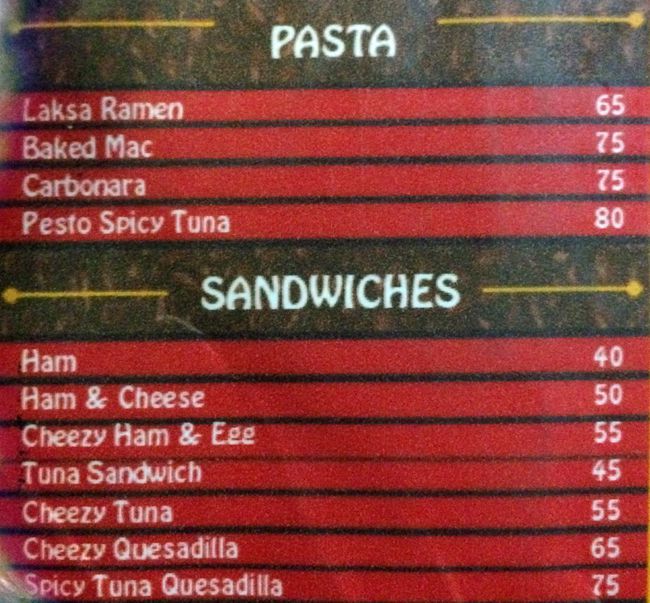 PASTA
Laksa Ramen 65
Baked Mac 75
Carbonara 75
Pesto Spicy Tuna 80
SANDWICHES
Ham 40
Ham & Cheese 50
Cheezy Ham & Egg 55
Tuna Sandwich 45
Cheezy Tuna 55
Cheezy Quesadilla 65
Spicy Tuna Quesadilla 75